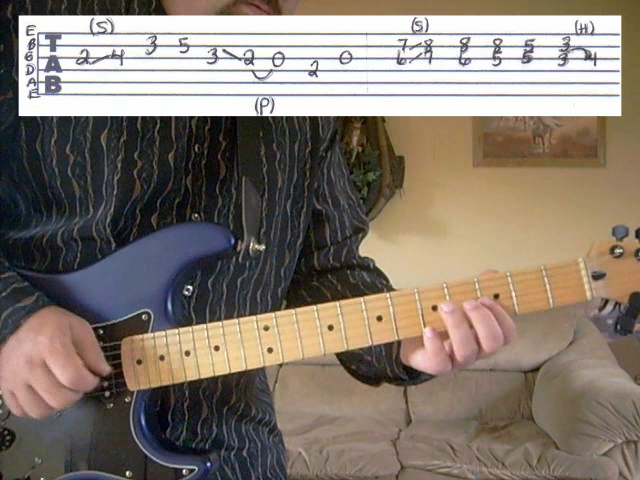 (S) (S) (H)
E
B T 3 5 7 8 8 8 5 3
G 2 4 3 2 0 0 6 7 6 5 5 3 4
D A 2
A B
E
(P)